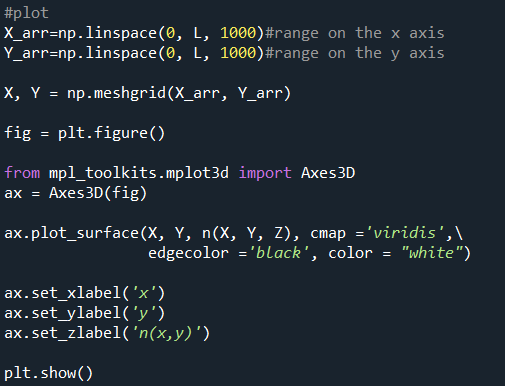 #plot
X_arr=np.linspace(0, L, 1000)#range on the x axis
Y_arr=np.linspace(0, L, 1000)#range on the y axis
X, Y = np.meshgrid(X_arr, Y_arr)
fig = plt.figure()
from mpl_toolkits.mplot3d import Axes3D
ax = Axes3D(fig)
ax.plot_surface(X, Y, n(X, Y, Z), cmap ='viridis',\
edgecolor ='black', color = "white")
ax.set_xlabel('x')
ax.set_ylabel('y')
ax.set_zlabel('n(x,y)')
plt.show()